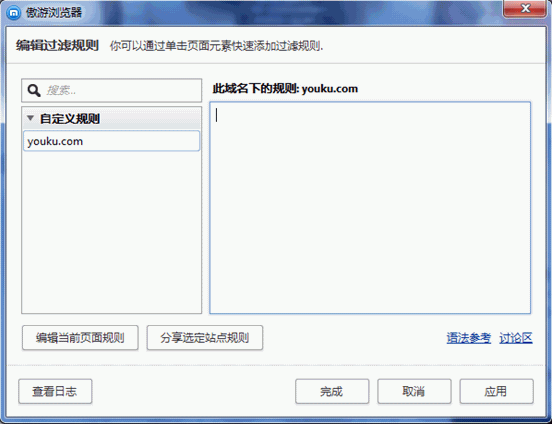 傲游浏览器
编辑过滤规则 你可以通过单击页面元素快速添加过滤规则.
搜索...
此域名下的规则: youku.com
自定义规则
youku.com
编辑当前页面规则 分享选定站点规则 语法参考 讨论区
查看日志 完成 取消 应用